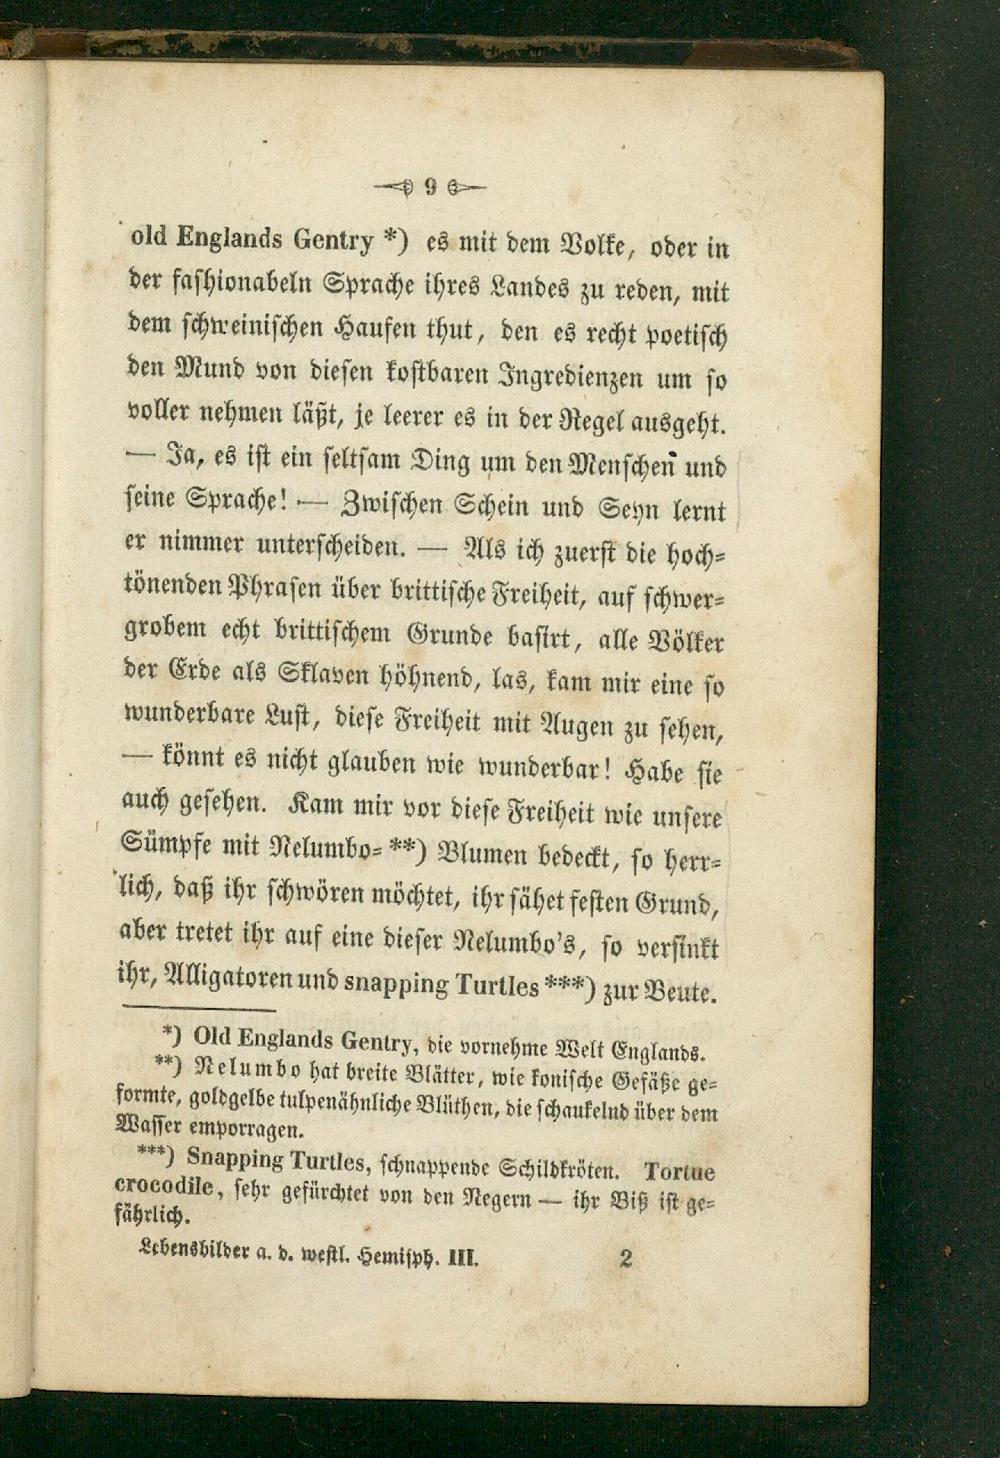 9
old Englands Gentry *) es mit dem Volke, oder in
der fashionabeln Sprache ihres Landes zu reden, mit
dem schweinischen Haufen thut, den es recht poetisch
den Mund von diesen kostbaren Ingredienzen um so
voller nehmen läßt, je leerer es in der Regel ausgeht.
— Ja, es ist ein seltsam Ding um den Menschen und
seine Sprache! — Zwischen Schein und Seyn lernt
er nimmer unterscheiden. — Als ich zuerst die hoch-
tönenden Phrasen über brittische Freiheit, auf schwer-
grobem echt brittischem Grunde basirt, alle Völker
der Erde als Sklaven höhnend, las, kam mir eine so
wunderbare Lust, diese Freiheit mit Augen zu sehen,
— könnt es nicht glauben wie wunderbar! Habe sie
auch gesehen. Kam mir vor diese Freiheit wie unsere
Sümpfe mit Nelumbo- **) Blumen bedeckt, so herr-
lich, daß ihr schwören möchtet, ihr sähet festen Grund,
aber tretet ihr auf eine dieser Nelumbo's, so versinkt
ihr, Alligatoren und snapping Turtles ***) zur Beute.
*) Old Englands Gentry, die vornehme Welt Englands.
**) Nelumbo hat breite Blätter, wie konische Gefäße ge-
formte, goldgelbe tulpenähnliche Blüthen, die schaukelnd über dem
Wasser emporragen.
***) Snapping Turtles, schnappende Schildkröten. Tortue
crocodile, sehr gefürchtet von den Negern — ihr Biß ist ge-
fährlich.
Lebensbilder a. d. westl. Hemisph. III. 2